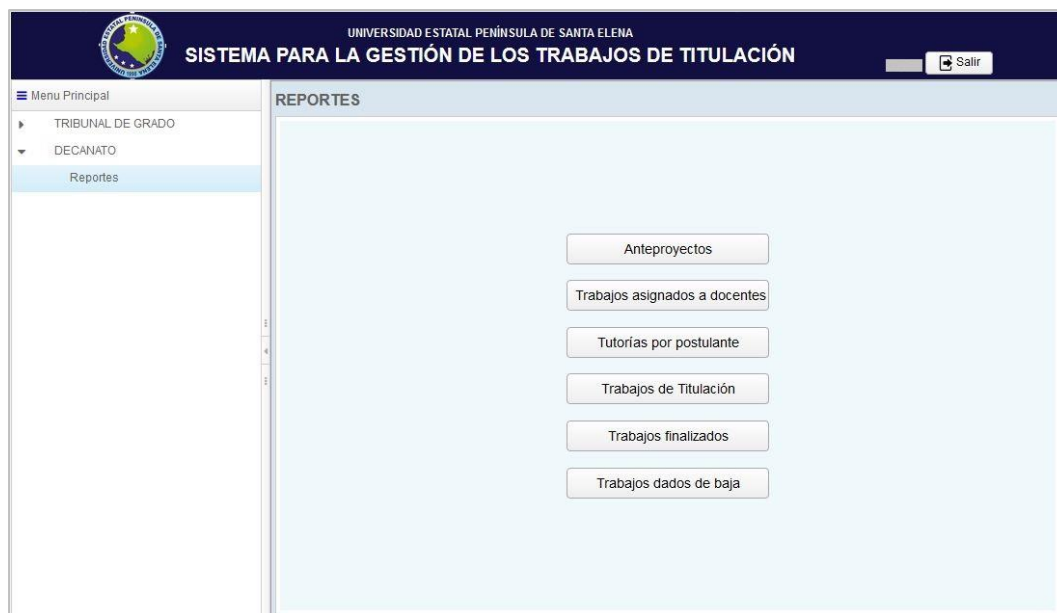 UNIVERSIDAD ESTATAL PENÍNSULA DE SANTA ELENA
SISTEMA PARA LA GESTIÓN DE LOS TRABAJOS DE TITULACIÓN
Salir
Menu Principal
TRIBUNAL DE GRADO
DECANATO
Reportes
REPORTES
Anteproyectos
Trabajos asignados a docentes
Tutorías por postulante
Trabajos de Titulación
Trabajos finalizados
Trabajos dados de baja